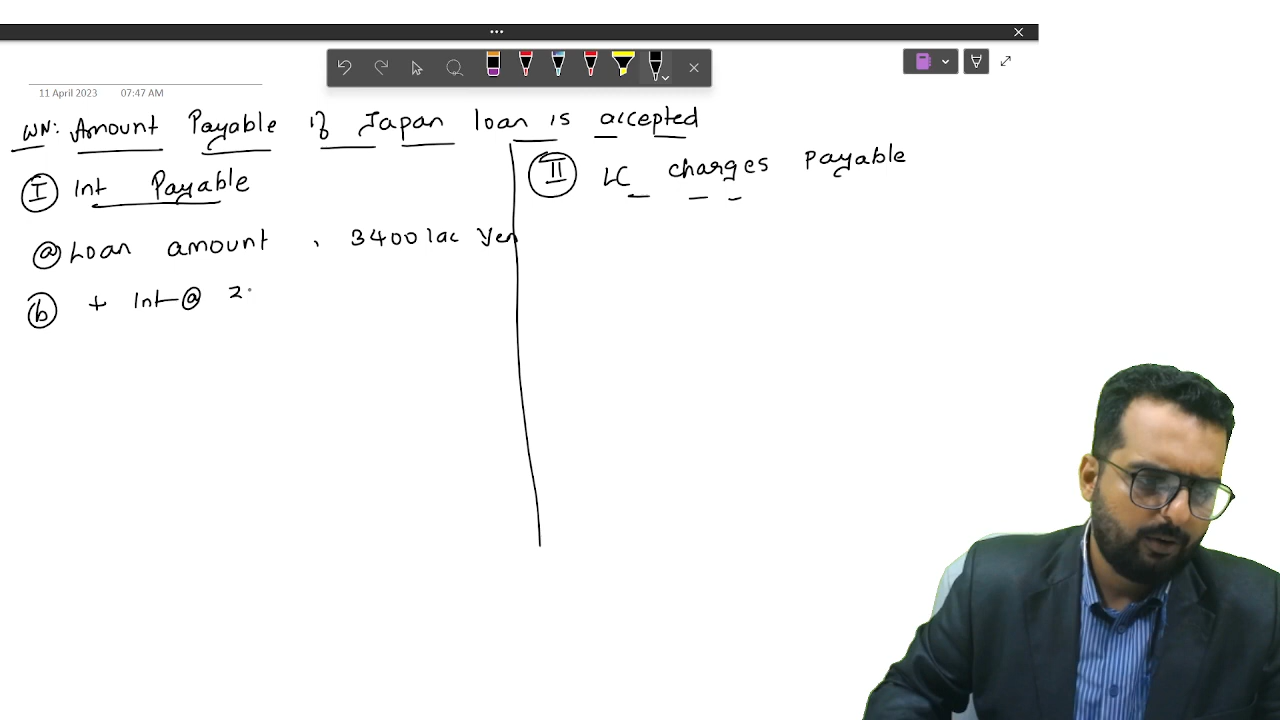 11 April 2023 07:47 AM
WN: Amount Payable if Japan loan is accepted
I Int Payable
a Loan amount , 3400 lac Yen
b + Int @ 2.
II LC charges payable